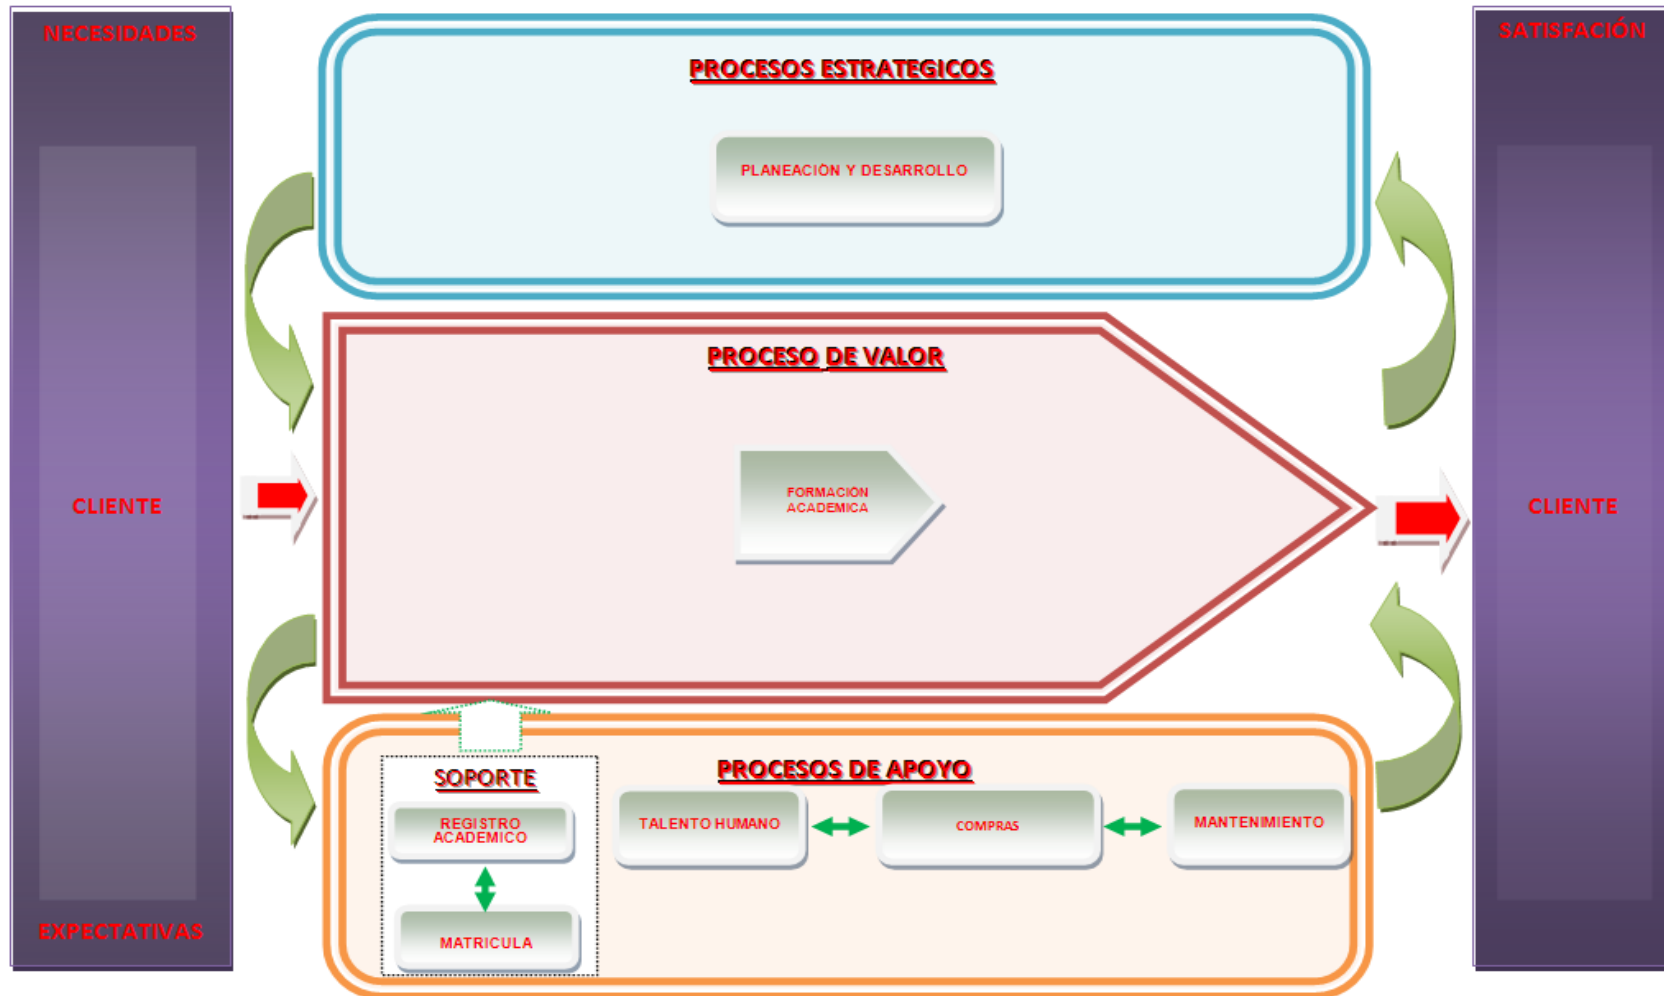 NECESIDADES
CLIENTE
EXPECTATIVAS
PROCESOS ESTRATEGICOS
PLANEACIÓN Y DESARROLLO
PROCESO DE VALOR
FORMACIÓN
ACADEMICA
SOPORTE
REGISTRO
ACADEMICO
MATRICULA
PROCESOS DE APOYO
TALENTO HUMANO
COMPRAS
MANTENIMIENTO
SATISFACIÓN
CLIENTE